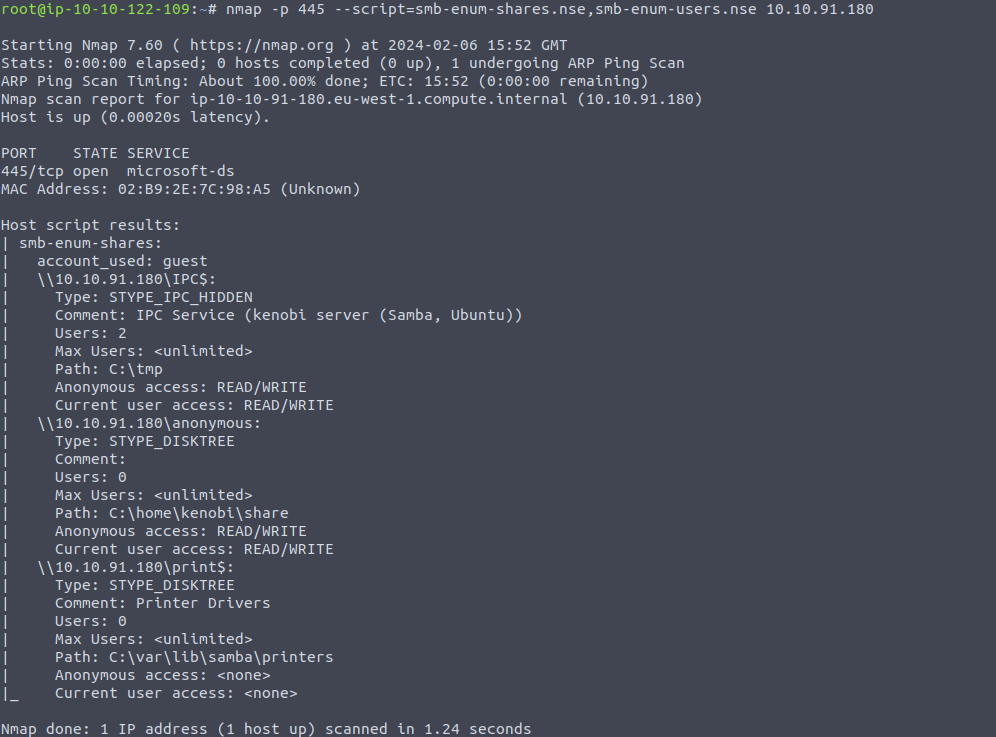 root@ip-10-10-122-109:~# nmap -p 445 --script=smb-enum-shares.nse,smb-enum-users.nse 10.10.91.180

Starting Nmap 7.60 ( https://nmap.org ) at 2024-02-06 15:52 GMT
Stats: 0:00:00 elapsed; 0 hosts completed (0 up), 1 undergoing ARP Ping Scan
ARP Ping Scan Timing: About 100.00% done; ETC: 15:52 (0:00:00 remaining)
Nmap scan report for ip-10-10-91-180.eu-west-1.compute.internal (10.10.91.180)
Host is up (0.00020s latency).

PORT    STATE SERVICE
445/tcp open  microsoft-ds
MAC Address: 02:B9:2E:7C:98:A5 (Unknown)

Host script results:
| smb-enum-shares:
|   account_used: guest
|   \\10.10.91.180\IPC$:
|     Type: STYPE_IPC_HIDDEN
|     Comment: IPC Service (kenobi server (Samba, Ubuntu))
|     Users: 2
|     Max Users: <unlimited>
|     Path: C:\tmp
|     Anonymous access: READ/WRITE
|     Current user access: READ/WRITE
|   \\10.10.91.180\anonymous:
|     Type: STYPE_DISKTREE
|     Comment:
|     Users: 0
|     Max Users: <unlimited>
|     Path: C:\home\kenobi\share
|     Anonymous access: READ/WRITE
|     Current user access: READ/WRITE
|   \\10.10.91.180\print$:
|     Type: STYPE_DISKTREE
|     Comment: Printer Drivers
|     Users: 0
|     Max Users: <unlimited>
|     Path: C:\var\lib\samba\printers
|     Anonymous access: <none>
|_    Current user access: <none>

Nmap done: 1 IP address (1 host up) scanned in 1.24 seconds